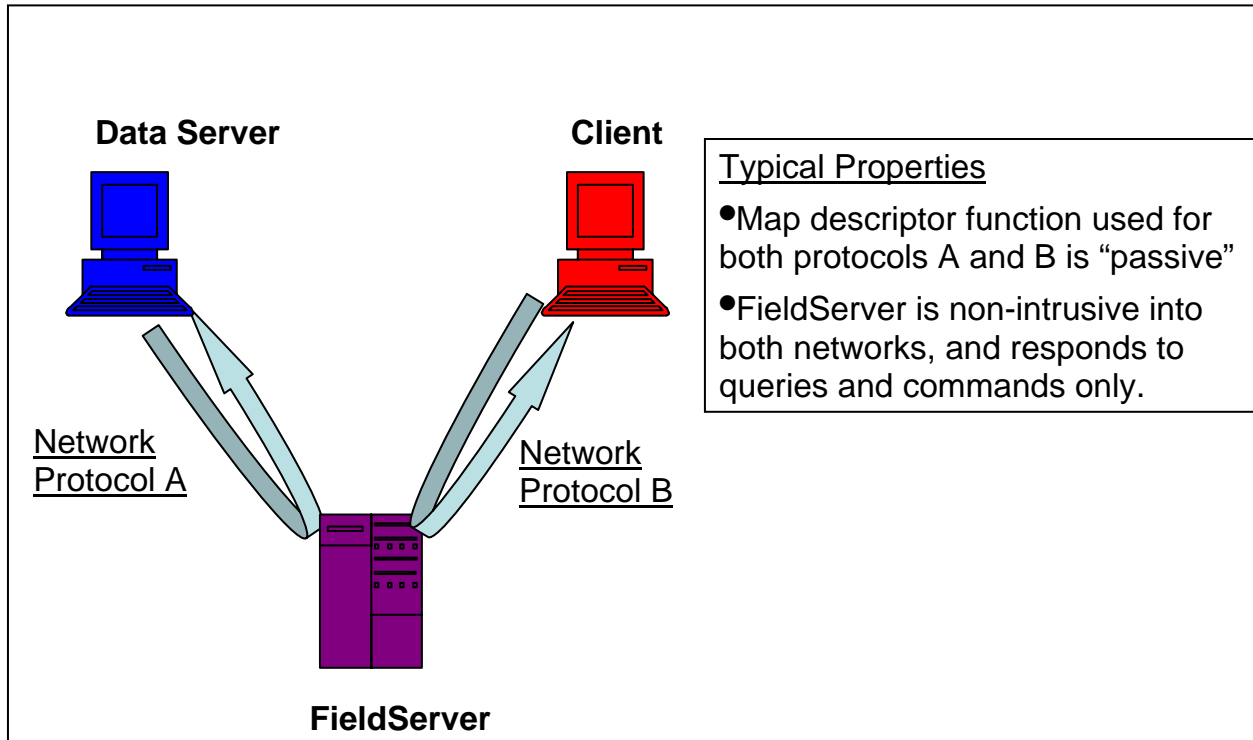 Data Server
Client
Typical Properties
●Map descriptor function used for
both protocols A and B is “passive”
●FieldServer is non-intrusive into
both networks, and responds to
queries and commands only.
Network
Protocol A
Network
Protocol B
FieldServer